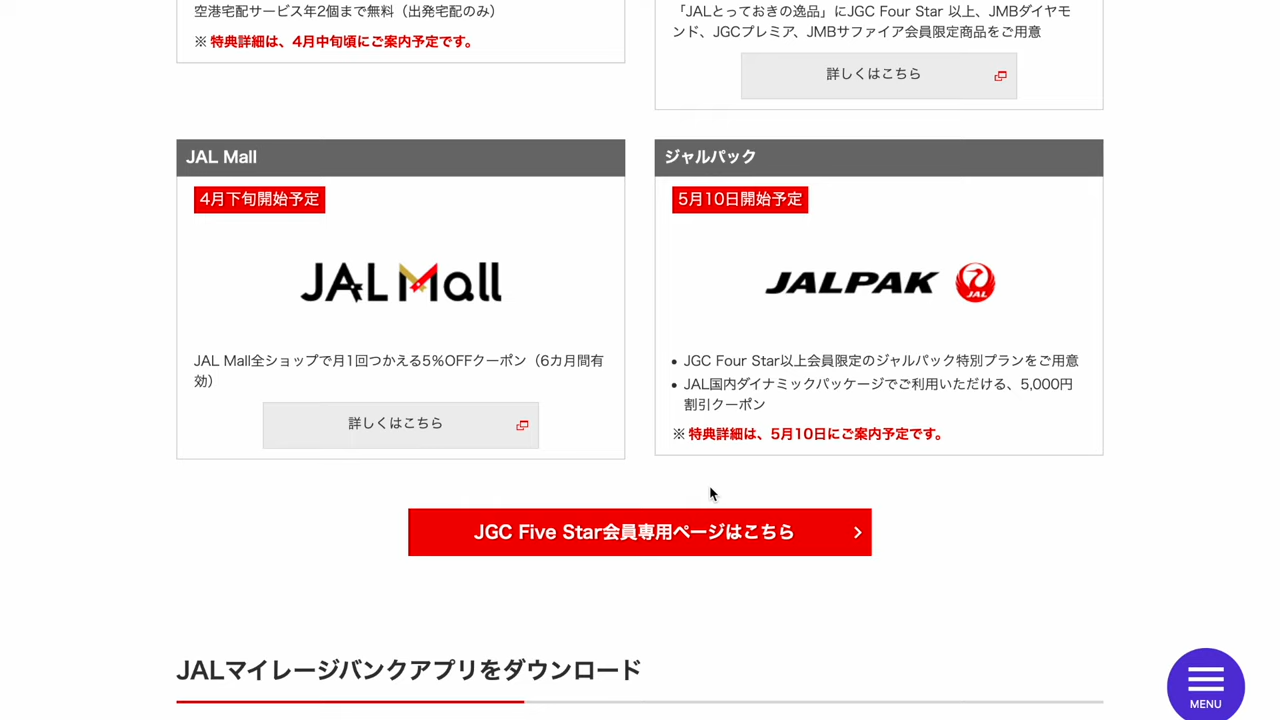 空港宅配サービス年2個まで無料（出発宅配のみ）
※ 特典詳細は、4月中旬頃にご案内予定です。
「JALとっておきの逸品」にJGC Four Star 以上、JMBダイヤモ
ンド、JGCプレミア、JMBサファイア会員限定商品をご用意
詳しくはこちら
JAL Mall
4月下旬開始予定
JAL Mall
JAL Mall全ショップで月1回つかえる5%OFFクーポン（6カ月間有
効）
詳しくはこちら
ジャルパック
5月10日開始予定
JALPAK JAL
• JGC Four Star以上会員限定のジャルパック特別プランをご用意
• JAL国内ダイナミックパッケージでご利用いただける、5,000円
割引クーポン
※ 特典詳細は、5月10日にご案内予定です。
JGC Five Star会員専用ページはこちら
JALマイレージバンクアプリをダウンロード
MENU